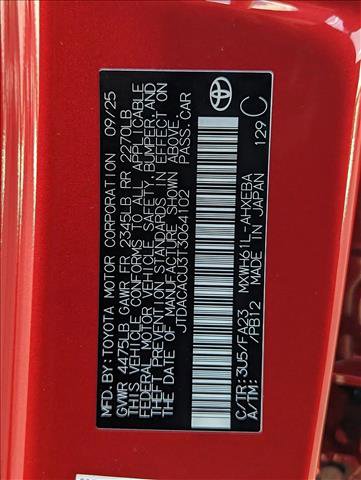 MFD. BY: TOYOTA MOTOR CORPORATION 09/25
GVWR 4475LB GAWR FR 2345LB RR 2270LB
THIS VEHICLE CONFORMS TO ALL APPLICABLE
FEDERAL MOTOR VEHICLE SAFETY, BUMPER, AND
THEFT PREVENTION STANDARDS IN EFFECT ON
THE DATE OF MANUFACTURE SHOWN ABOVE.
JTDACACU3T3064102 PASS.CAR
C/TR: 3U5/FA23 MXWH61L-AHXEBA
A/TM: /PB12 MADE IN JAPAN
129
C